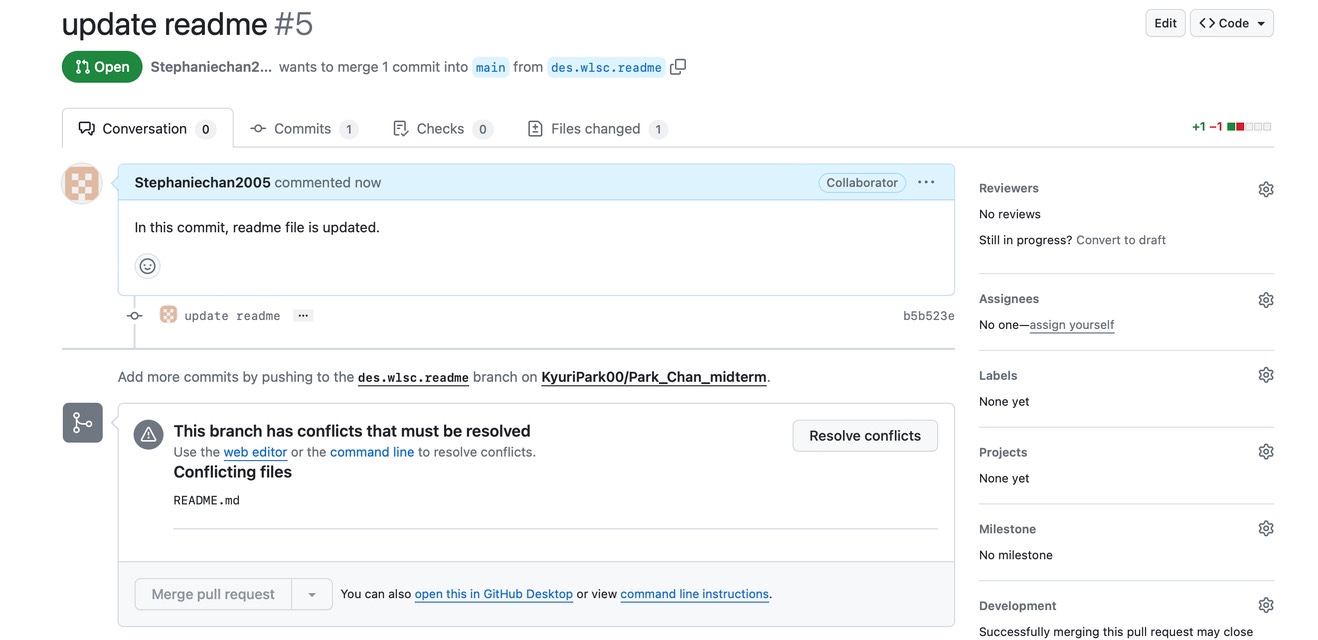 update readme #5
Edit
<> Code
Open
Stephaniechan2... wants to merge 1 commit into main from des.wlsc.readme
Conversation 0
Commits 1
Checks 0
Files changed 1
+1 −1
Stephaniechan2005 commented now
Collaborator
...
In this commit, readme file is updated.
update readme ...
b5b523e
Add more commits by pushing to the des.wlsc.readme branch on KyuriPark00/Park_Chan_midterm.
This branch has conflicts that must be resolved
Use the web editor or the command line to resolve conflicts.
Resolve conflicts
Conflicting files
README.md
Merge pull request
You can also open this in GitHub Desktop or view command line instructions.
Reviewers
No reviews
Still in progress? Convert to draft
Assignees
No one—assign yourself
Labels
None yet
Projects
None yet
Milestone
No milestone
Development
Successfully merging this pull request may close